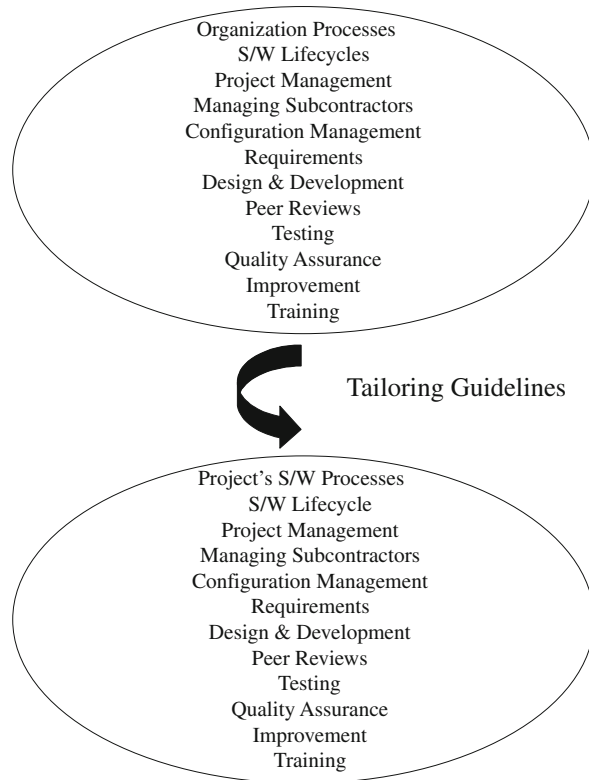 Organization Processes
S/W Lifecycles
Project Management
Managing Subcontractors
Configuration Management
Requirements
Design & Development
Peer Reviews
Testing
Quality Assurance
Improvement
Training
Tailoring Guidelines
Project's S/W Processes
S/W Lifecycle
Project Management
Managing Subcontractors
Configuration Management
Requirements
Design & Development
Peer Reviews
Testing
Quality Assurance
Improvement
Training